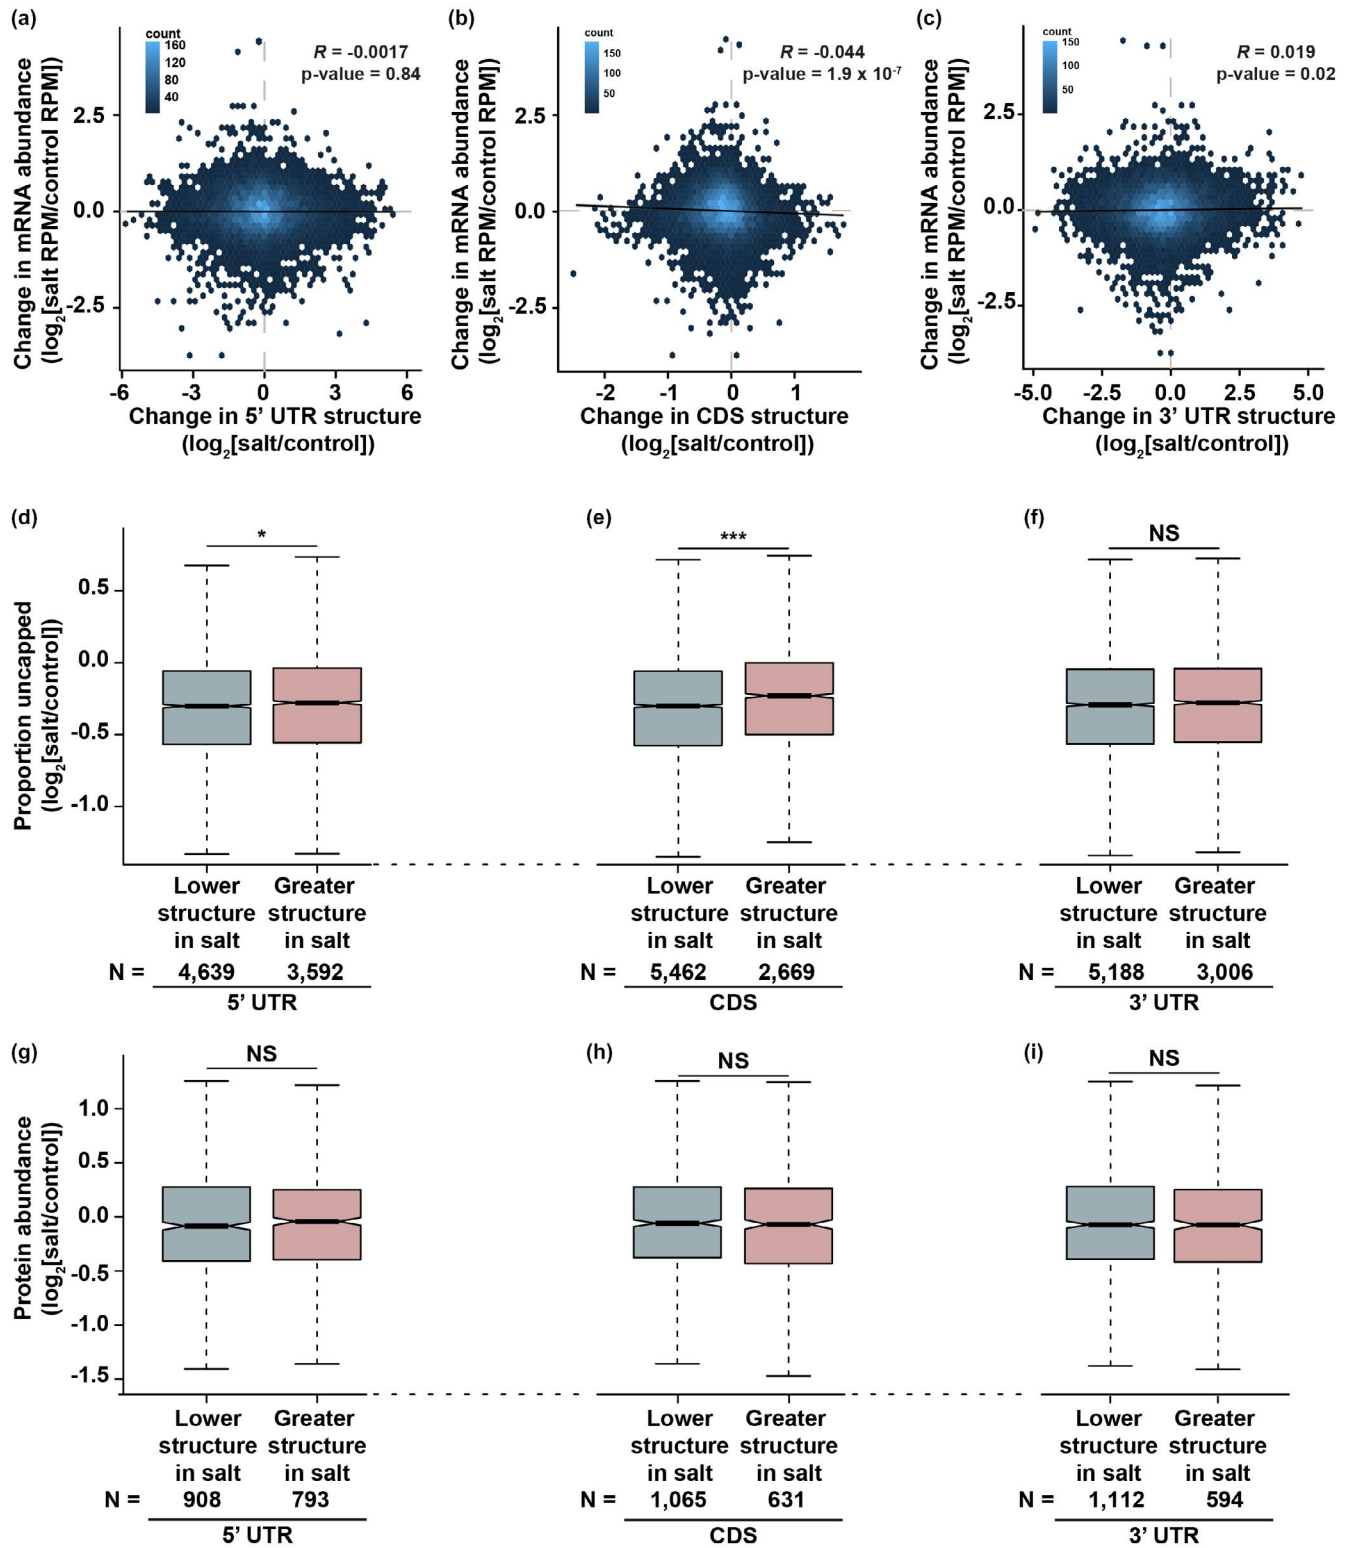 (a)
count
160
120
80
40
R = -0.0017
p-value = 0.84
Change in mRNA abundance
(log2[salt RPM/control RPM])
2.5
0.0
-2.5
-6 -3 0 3 6
Change in 5’ UTR structure
(log2[salt/control])
(b)
count
150
100
50
R = -0.044
p-value = 1.9 x 10-7
Change in mRNA abundance
(log2[salt RPM/control RPM])
2.5
0.0
-2.5
-2 -1 0 1
Change in CDS structure
(log2[salt/control])
(c)
count
150
100
50
R = 0.019
p-value = 0.02
Change in mRNA abundance
(log2[salt RPM/control RPM])
2.5
0.0
-2.5
-5.0 -2.5 0.0 2.5 5.0
Change in 3’ UTR structure
(log2[salt/control])
(d)
*
Proportion uncapped
(log2[salt/control])
0.5
0.0
-0.5
-1.0
Lower Greater
structure structure
in salt in salt
N = 4,639 3,592
5’ UTR
(e)
***
Lower Greater
structure structure
in salt in salt
N = 5,462 2,669
CDS
(f)
NS
Lower Greater
structure structure
in salt in salt
N = 5,188 3,006
3’ UTR
(g)
NS
Protein abundance
(log2[salt/control])
1.0
0.5
0.0
-0.5
-1.0
-1.5
Lower Greater
structure structure
in salt in salt
N = 908 793
5’ UTR
(h)
NS
Lower Greater
structure structure
in salt in salt
N = 1,065 631
CDS
(i)
NS
Lower Greater
structure structure
in salt in salt
N = 1,112 594
3’ UTR